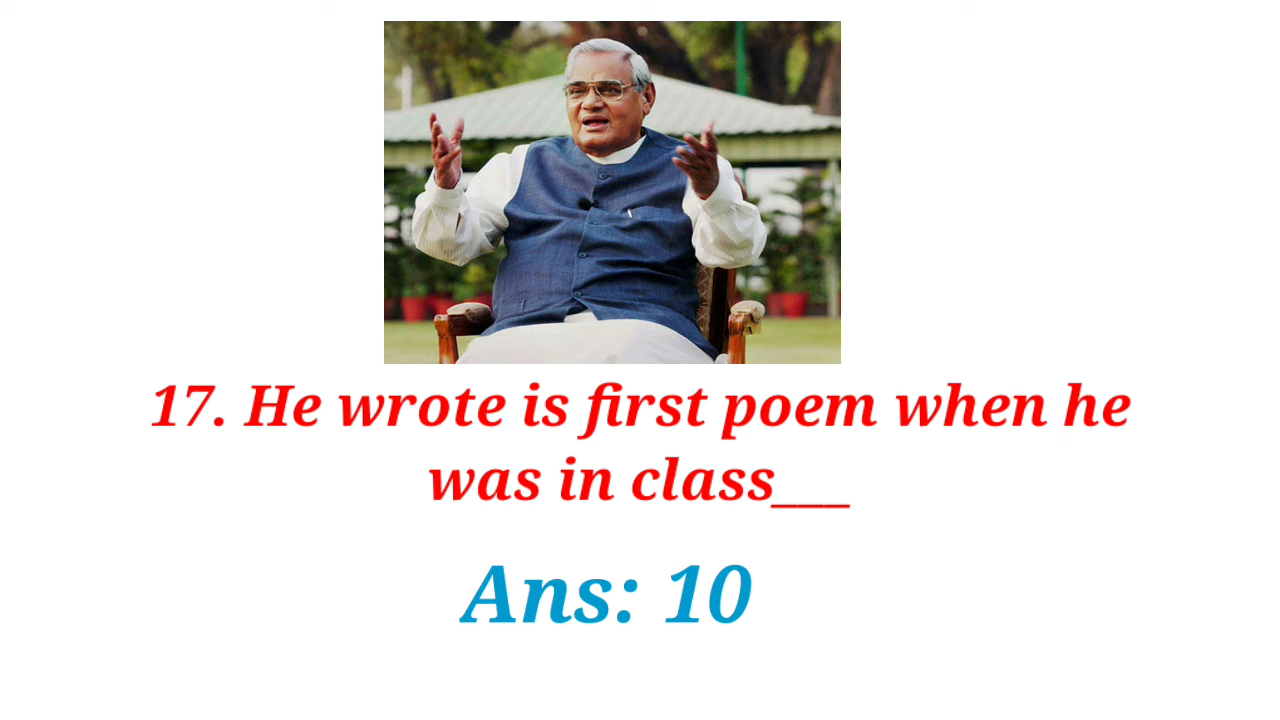 17. He wrote is first poem when he
was in class___
Ans: 10